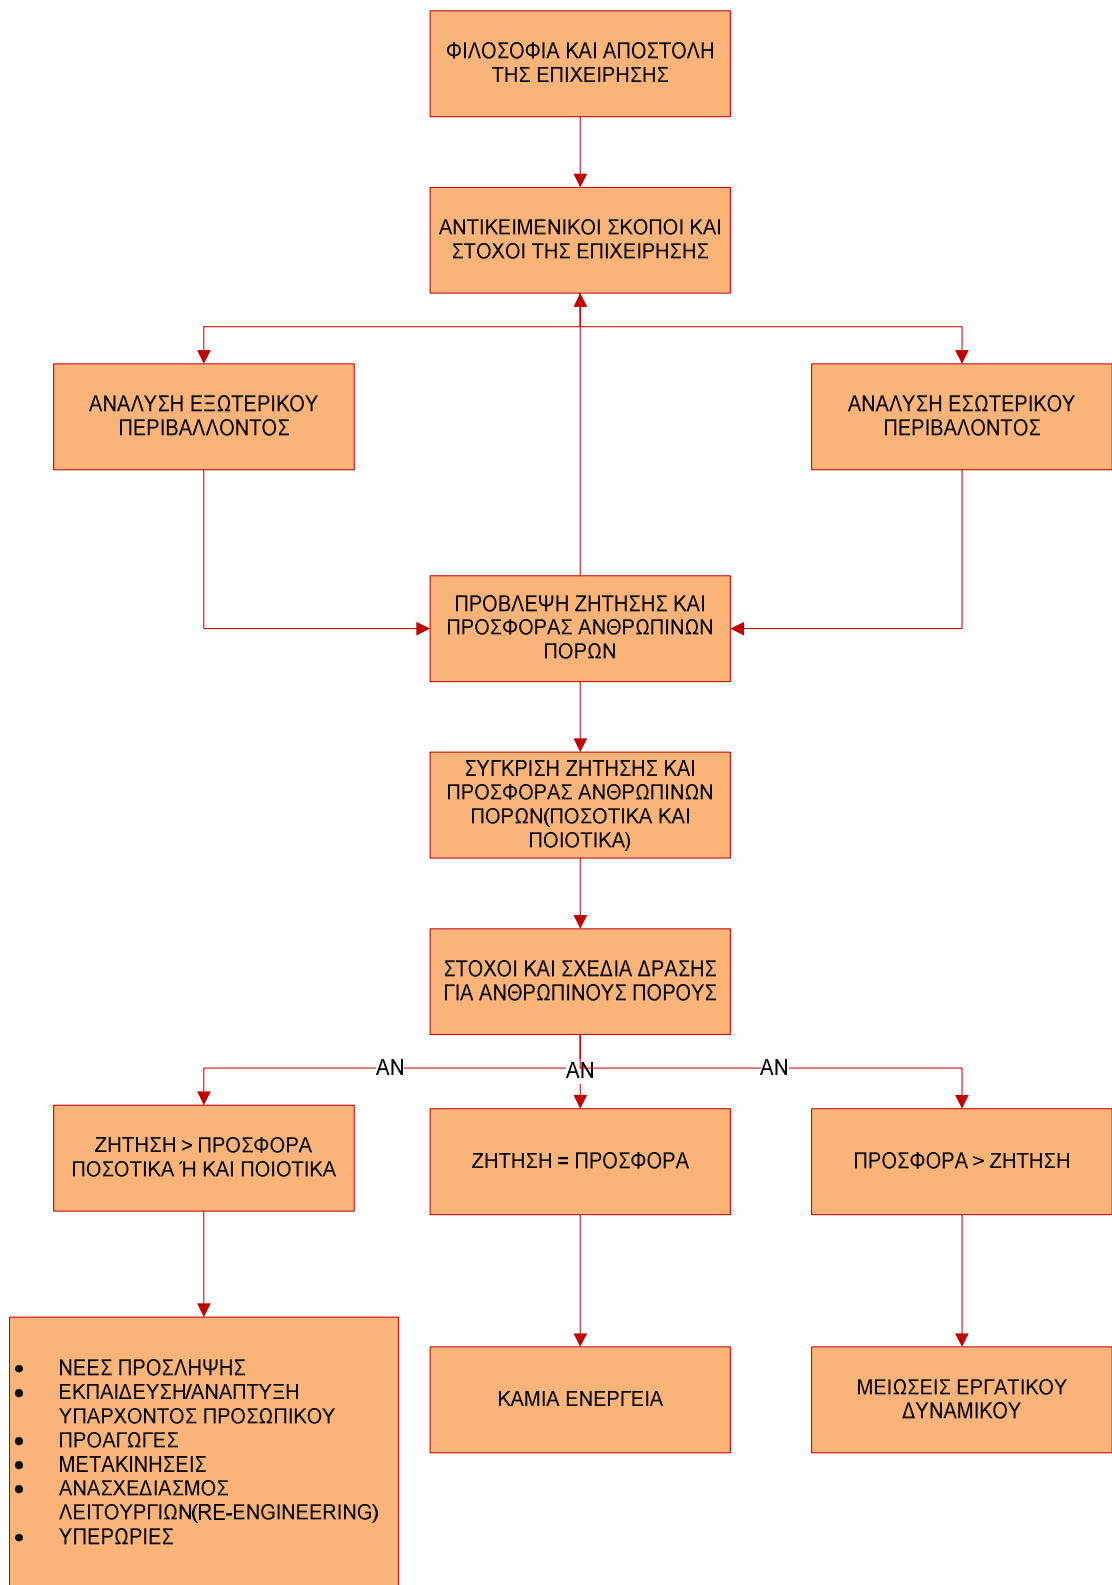 ΦΙΛΟΣΟΦΙΑ ΚΑΙ ΑΠΟΣΤΟΛΗ
ΤΗΣ ΕΠΙΧΕΙΡΗΣΗΣ
ΑΝΤΙΚΕΙΜΕΝΙΚΟΙ ΣΚΟΠΟΙ ΚΑΙ
ΣΤΟΧΟΙ ΤΗΣ ΕΠΙΧΕΙΡΗΣΗΣ
ΑΝΑΛΥΣΗ ΕΞΩΤΕΡΙΚΟΥ
ΠΕΡΙΒΑΛΛΟΝΤΟΣ
ΑΝΑΛΥΣΗ ΕΣΩΤΕΡΙΚΟΥ
ΠΕΡΙΒΑΛΟΝΤΟΣ
ΠΡΟΒΛΕΨΗ ΖΗΤΗΣΗΣ ΚΑΙ
ΠΡΟΣΦΟΡΑΣ ΑΝΘΡΩΠΙΝΩΝ
ΠΟΡΩΝ
ΣΥΓΚΡΙΣΗ ΖΗΤΗΣΗΣ ΚΑΙ
ΠΡΟΣΦΟΡΑΣ ΑΝΘΡΩΠΙΝΩΝ
ΠΟΡΩΝ(ΠΟΣΟΤΙΚΑ ΚΑΙ
ΠΟΙΟΤΙΚΑ)
ΣΤΟΧΟΙ ΚΑΙ ΣΧΕΔΙΑ ΔΡΑΣΗΣ
ΓΙΑ ΑΝΘΡΩΠΙΝΟΥΣ ΠΟΡΟΥΣ
ΑΝ
ΑΝ
ΑΝ
ΖΗΤΗΣΗ > ΠΡΟΣΦΟΡΑ
ΠΟΣΟΤΙΚΑ Ή ΚΑΙ ΠΟΙΟΤΙΚΑ
ΖΗΤΗΣΗ = ΠΡΟΣΦΟΡΑ
ΠΡΟΣΦΟΡΑ > ΖΗΤΗΣΗ
• ΝΕΕΣ ΠΡΟΣΛΗΨΗΣ
• ΕΚΠΑΙΔΕΥΣΗ/ΑΝΑΠΤΥΞΗ
ΥΠΑΡΧΟΝΤΟΣ ΠΡΟΣΩΠΙΚΟΥ
• ΠΡΟΑΓΩΓΕΣ
• ΜΕΤΑΚΙΝΗΣΕΙΣ
• ΑΝΑΣΧΕΔΙΑΣΜΟΣ
ΛΕΙΤΟΥΡΓΙΩΝ(RE-ENGINEERING)
• ΥΠΕΡΩΡΙΕΣ
ΚΑΜΙΑ ΕΝΕΡΓΕΙΑ
ΜΕΙΩΣΕΙΣ ΕΡΓΑΤΙΚΟΥ
ΔΥΝΑΜΙΚΟΥ